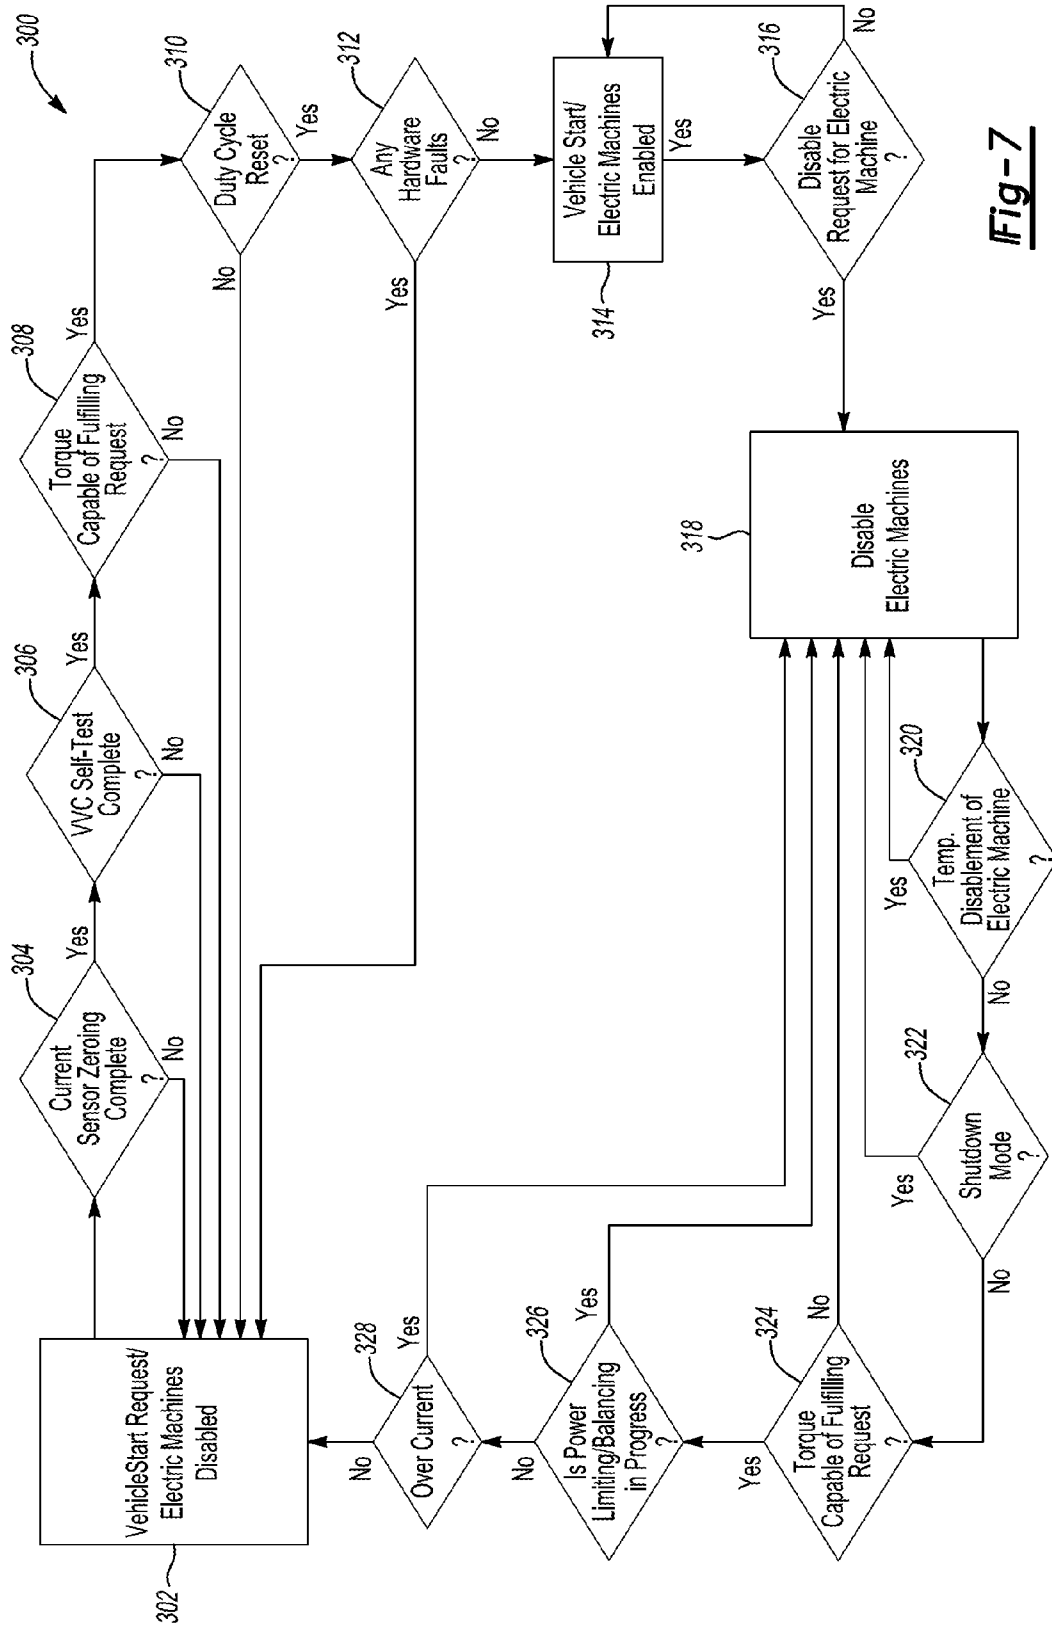 300
302
VehicleStart Request/
Electric Machines
Disabled
304
Current
Sensor Zeroing
Complete
?
Yes
No
306
VVC Self-Test
Complete
?
Yes
No
308
Torque
Capable of Fulfilling
Request
?
Yes
No
310
Duty Cycle
Reset
?
No
Yes
312
Any
Hardware
Faults
?
Yes
No
314
Vehicle Start/
Electric Machines
Enabled
Yes
316
Disable
Request for Electric
Machine
?
No
Yes
318
Disable
Electric Machines
320
Temp.
Disablement of
Electric Machine
?
Yes
No
322
Shutdown
Mode
?
Yes
No
324
Torque
Capable of Fulfilling
Request
?
No
Yes
326
Is Power
Limiting/Balancing
in Progress
?
Yes
No
328
Over Current
?
Yes
No
Fig-7